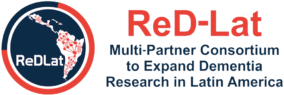 ReDLat
ReD-Lat
Multi-Partner Consortium
to Expand Dementia
Research in Latin America